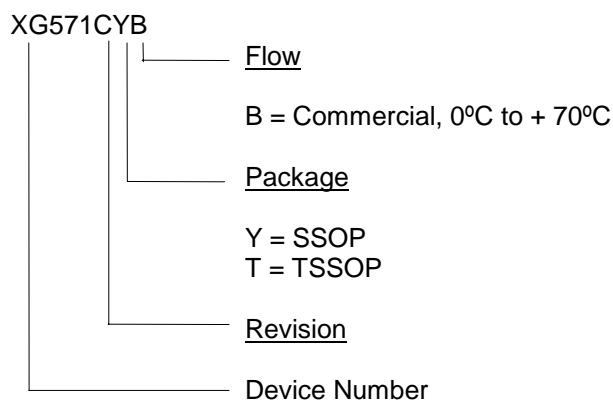 XG571CYB
Flow
B = Commercial, 0ºC to + 70ºC
Package
Y = SSOP
T = TSSOP
Revision
Device Number